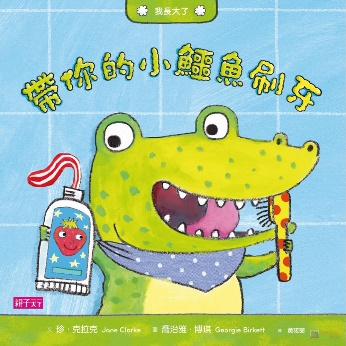 我長大了
帶你的小鱷魚刷牙
親子天下
文 珍・克拉克 Jane Clarke 圖 喬治雅・博琪 Georgie Birkett